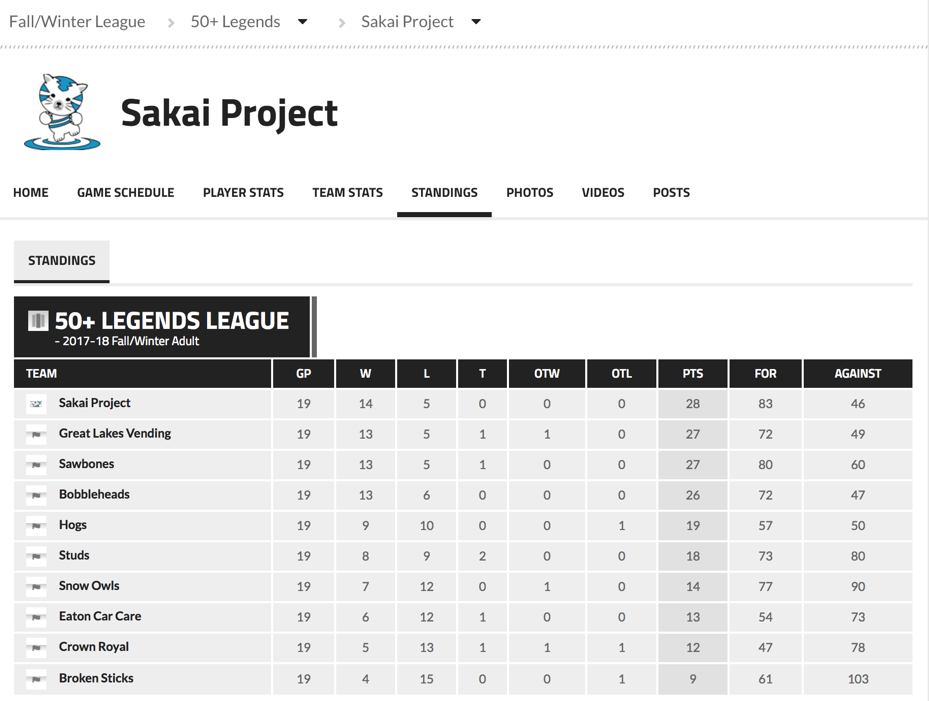 Fall/Winter League > 50+ Legends > Sakai Project
Sakai Project
HOME GAME SCHEDULE PLAYER STATS TEAM STATS STANDINGS PHOTOS VIDEOS POSTS
STANDINGS
50+ LEGENDS LEAGUE
- 2017-18 Fall/Winter Adult
TEAM GP W L T OTW OTL PTS FOR AGAINST
Sakai Project 19 14 5 0 0 0 28 83 46
Great Lakes Vending 19 13 5 1 1 0 27 72 49
Sawbones 19 13 5 1 0 0 27 80 60
Bobbleheads 19 13 6 0 0 0 26 72 47
Hogs 19 9 10 0 0 1 19 57 50
Studs 19 8 9 2 0 0 18 73 80
Snow Owls 19 7 12 0 1 0 14 77 90
Eaton Car Care 19 6 12 1 0 0 13 54 73
Crown Royal 19 5 13 1 1 1 12 47 78
Broken Sticks 19 4 15 0 0 1 9 61 103